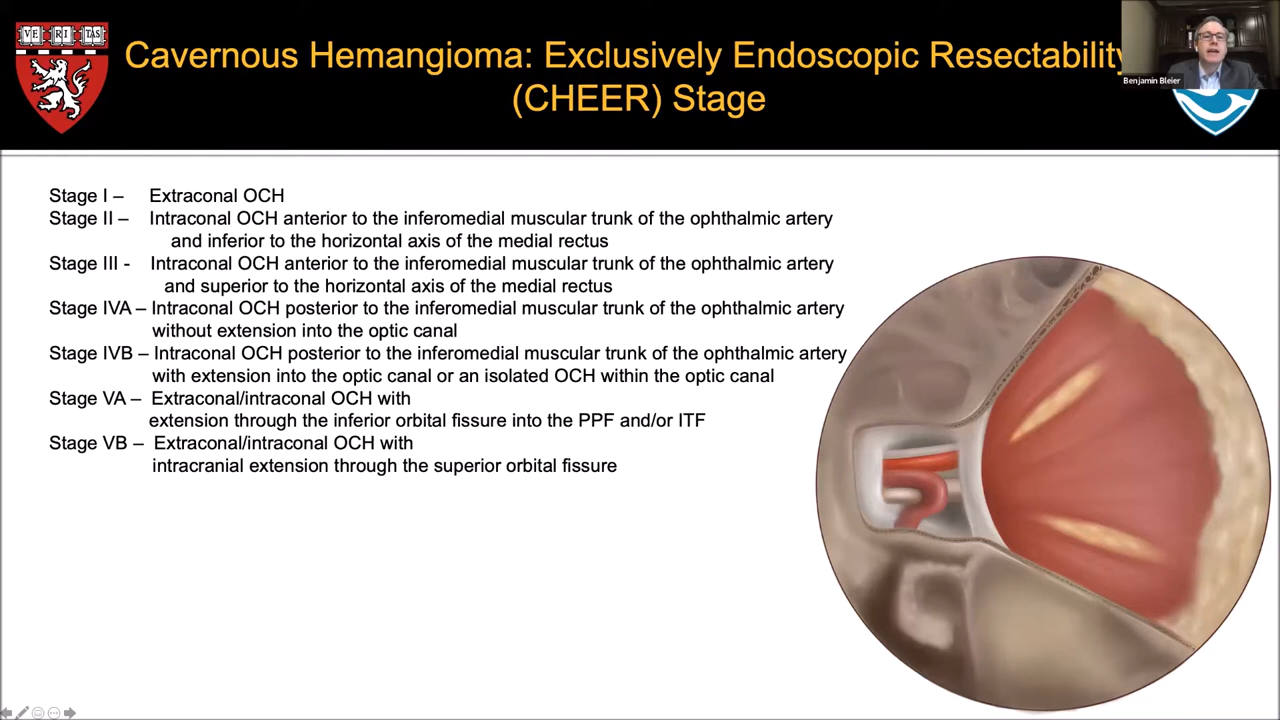 VE RI TAS
Cavernous Hemangioma: Exclusively Endoscopic Resectability
(CHEER) Stage
Benjamin Bleier
Stage I – Extraconal OCH
Stage II – Intraconal OCH anterior to the inferomedial muscular trunk of the ophthalmic artery
and inferior to the horizontal axis of the medial rectus
Stage III - Intraconal OCH anterior to the inferomedial muscular trunk of the ophthalmic artery
and superior to the horizontal axis of the medial rectus
Stage IVA – Intraconal OCH posterior to the inferomedial muscular trunk of the ophthalmic artery
without extension into the optic canal
Stage IVB – Intraconal OCH posterior to the inferomedial muscular trunk of the ophthalmic artery
with extension into the optic canal or an isolated OCH within the optic canal
Stage VA – Extraconal/intraconal OCH with
extension through the inferior orbital fissure into the PPF and/or ITF
Stage VB – Extraconal/intraconal OCH with
intracranial extension through the superior orbital fissure